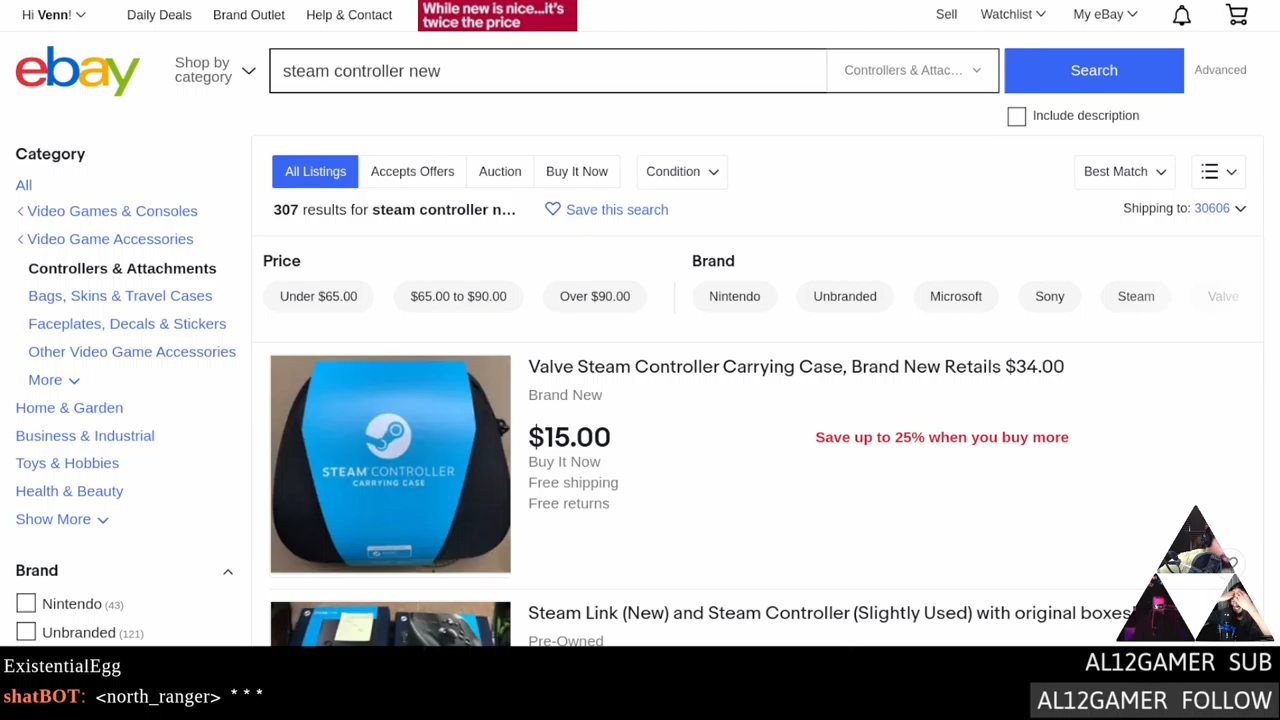 Hi Venn!
Daily Deals
Brand Outlet
Help & Contact
While new is nice...it's
twice the price
Sell
Watchlist
My eBay
ebay
Shop by
category
steam controller new
Controllers & Attac...
Search
Advanced
Include description
Category
All
Video Games & Consoles
Video Game Accessories
Controllers & Attachments
Bags, Skins & Travel Cases
Faceplates, Decals & Stickers
Other Video Game Accessories
More
Home & Garden
Business & Industrial
Toys & Hobbies
Health & Beauty
Show More
Brand
Nintendo (43)
Unbranded (121)
All Listings
Accepts Offers
Auction
Buy It Now
Condition
Best Match
307 results for steam controller n...
Save this search
Shipping to: 30606
Price
Under $65.00
$65.00 to $90.00
Over $90.00
Brand
Nintendo
Unbranded
Microsoft
Sony
Steam
Valve
STEAM CONTROLLER
CARRYING CASE
Valve Steam Controller Carrying Case, Brand New Retails $34.00
Brand New
$15.00
Save up to 25% when you buy more
Buy It Now
Free shipping
Free returns
Steam Link (New) and Steam Controller (Slightly Used) with original boxes!
Pre-Owned
ExistentialEgg
shatBOT: <north_ranger> * * *
AL12GAMER SUB
AL12GAMER FOLLOW